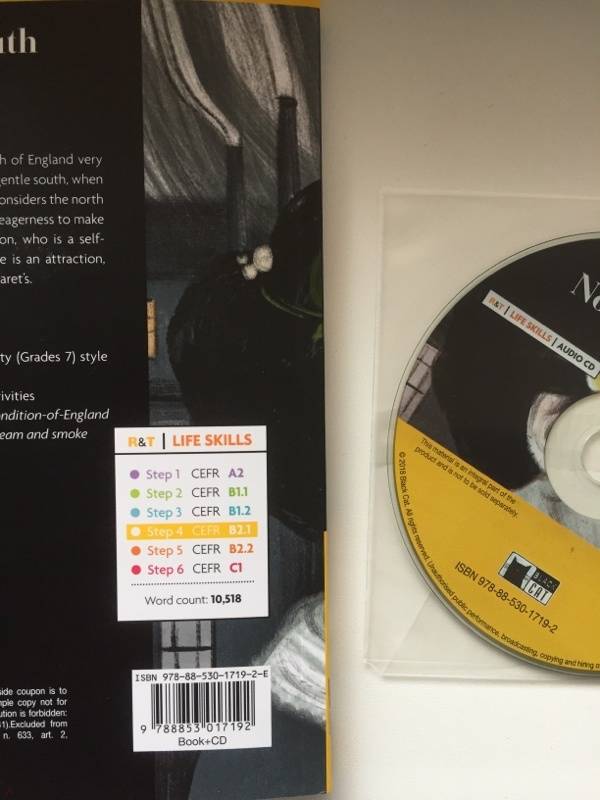 uth
h of England very
entle south, when
onsiders the north
eagerness to make
on, who is a self-
e is an attraction,
aret's.
ty (Grades 7) style
ivities
ndition-of-England
eam and smoke
R&T | LIFE SKILLS
Step 1 CEFR A2
Step 2 CEFR B1.1
Step 3 CEFR B1.2
Step 4 CEFR B2.1
Step 5 CEFR B2.2
Step 6 CEFR C1
Word count: 10,518
side coupon is to
mple copy not for
ution is forbidden:
41).Excluded from
n. 633, art. 2,
ISBN 978-88-530-1719-2-E
9 788853 017192
Book+CD
No
R&T | LIFE SKILLS | AUDIO CD
This material is an integral part of the
product and is not to be sold separately.
© 2018 Black Cat. All rights reserved. Unauthorised public performance, broadcasting, copying and hiring o
BLACK
CAT
ISBN 978-88-530-1719-2